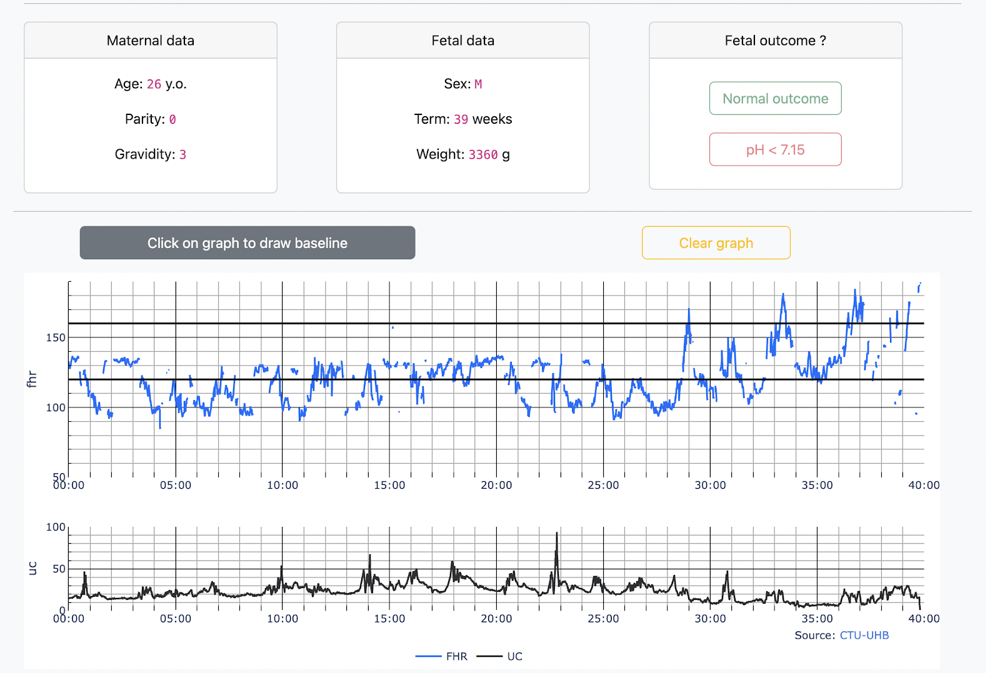 Maternal data
Age: 26 y.o.
Parity: 0
Gravidity: 3
Fetal data
Sex: M
Term: 39 weeks
Weight: 3360 g
Fetal outcome ?
Normal outcome
pH < 7.15
Click on graph to draw baseline
Clear graph
fhr
150
100
50
00:00 05:00 10:00 15:00 20:00 25:00 30:00 35:00 40:00
uc
100
50
0
00:00 05:00 10:00 15:00 20:00 25:00 30:00 35:00 40:00
Source: CTU-UHB
FHR UC